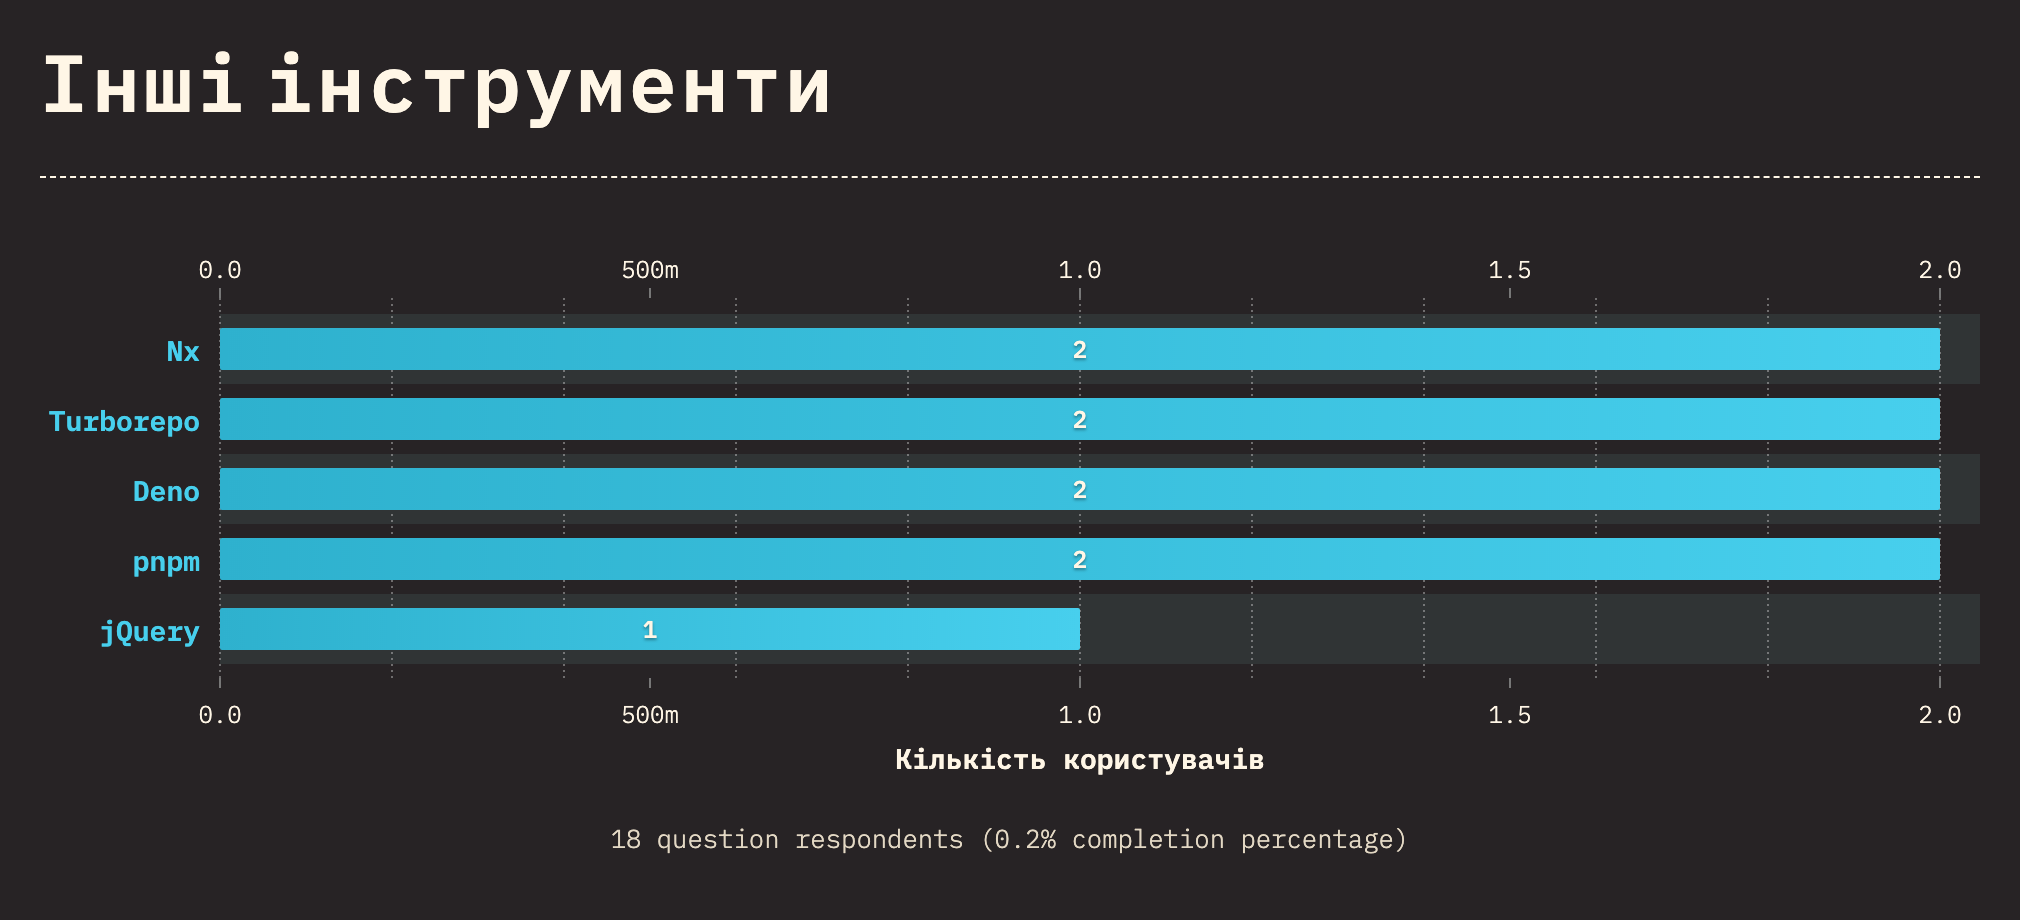 Інші інструменти
0.0 500m 1.0 1.5 2.0
Nx 2
Turborepo 2
Deno 2
pnpm 2
jQuery 1
0.0 500m 1.0 1.5 2.0
Кількість користувачів
18 question respondents (0.2% completion percentage)